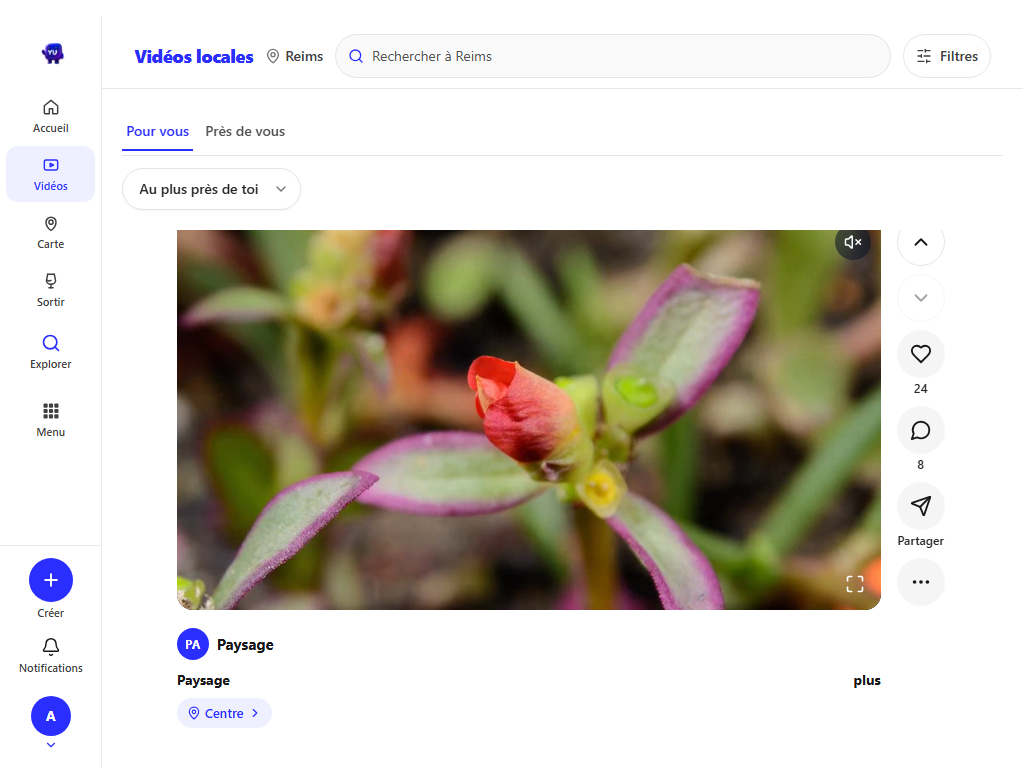 YU
Vidéos locales
Reims
Rechercher à Reims
Filtres
Accueil
Vidéos
Carte
Sortir
Explorer
Menu
Créer
Notifications
A
Pour vous
Près de vous
Au plus près de toi
24
8
Partager
PA
Paysage
Paysage
plus
Centre